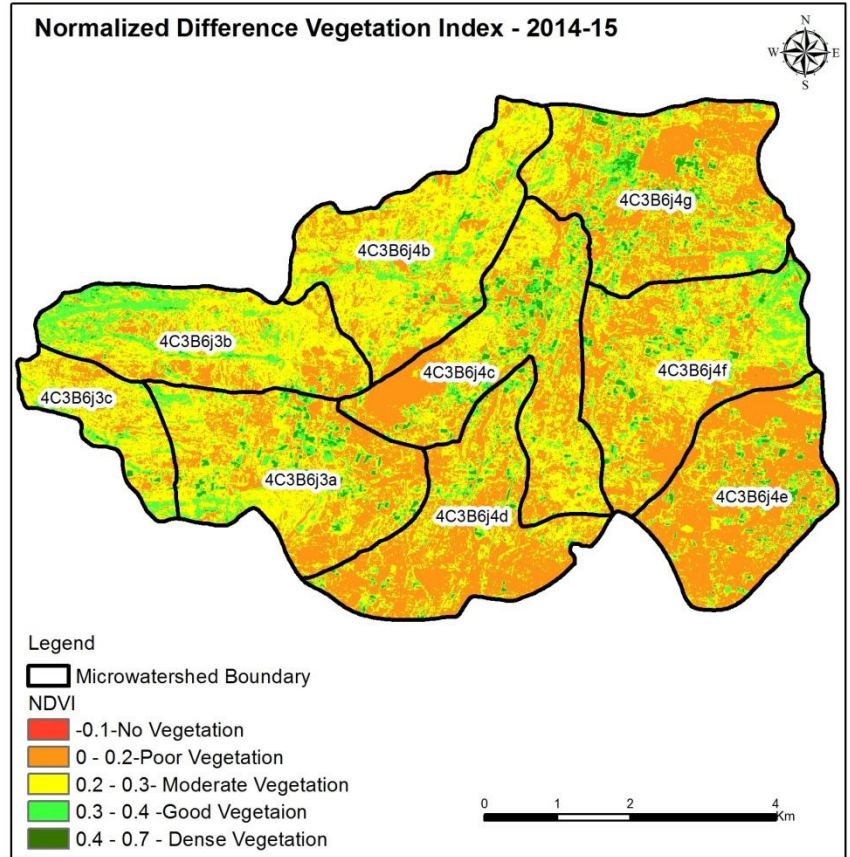 Normalized Difference Vegetation Index - 2014-15
N
W E
S
4C3B6j4g
4C3B6j4b
4C3B6j3b
4C3B6j4c
4C3B6j4f
4C3B6j3c
4C3B6j3a
4C3B6j4e
4C3B6j4d
Legend
Microwatershed Boundary
NDVI
-0.1-No Vegetation
0 - 0.2-Poor Vegetation
0.2 - 0.3- Moderate Vegetation
0.3 - 0.4 -Good Vegetaion
0.4 - 0.7 - Dense Vegetation
0 1 2 4
Km